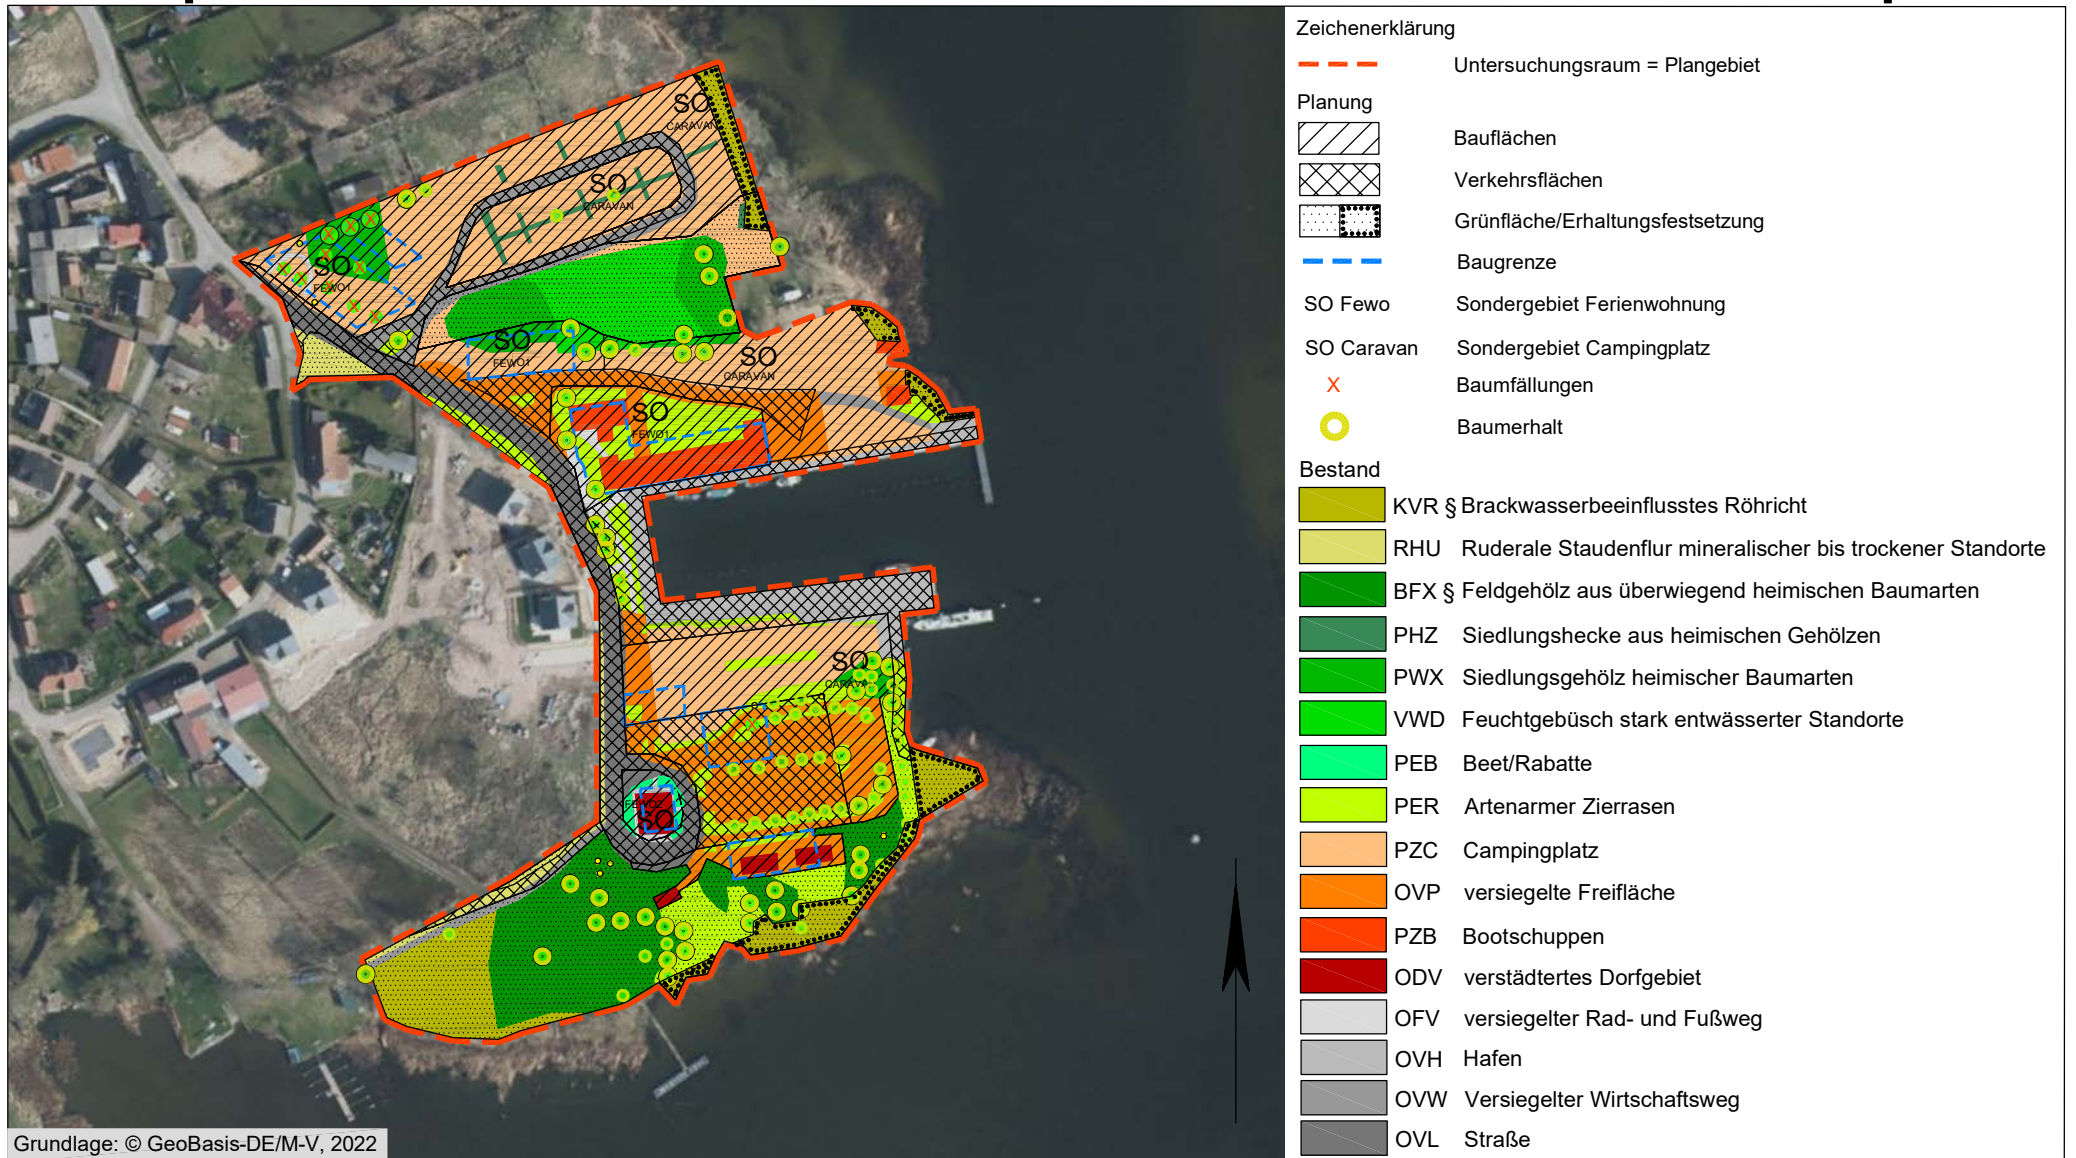 SO
CARAVAN
SO
CARAVAN
SO
FEWO1
SO
FEWO1
SO
CARAVAN
SO
FEWO1
SO
CARAVAN
SO
Grundlage: © GeoBasis-DE/M-V, 2022
Zeichenerklärung
Untersuchungsraum = Plangebiet
Planung
Bauflächen
Verkehrsflächen
Grünfläche/Erhaltungsfestsetzung
Baugrenze
SO Fewo Sondergebiet Ferienwohnung
SO Caravan Sondergebiet Campingplatz
X Baumfällungen
Baumerhalt
Bestand
KVR § Brackwasserbeeinflusstes Röhricht
RHU Ruderale Staudenflur mineralischer bis trockener Standorte
BFX § Feldgehölz aus überwiegend heimischen Baumarten
PHZ Siedlungshecke aus heimischen Gehölzen
PWX Siedlungsgehölz heimischer Baumarten
VWD Feuchtgebüsch stark entwässerter Standorte
PEB Beet/Rabatte
PER Artenarmer Zierrasen
PZC Campingplatz
OVP versiegelte Freifläche
PZB Bootschuppen
ODV verstädtertes Dorfgebiet
OFV versiegelter Rad- und Fußweg
OVH Hafen
OVW Versiegelter Wirtschaftsweg
OVL Straße